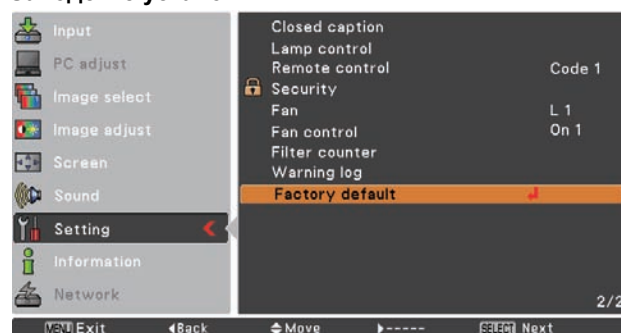 Input
PC adjust
Image select
Image adjust
Screen
Sound
Setting
Information
Network
Closed caption
Lamp control
Remote control Code 1
Security
Fan L 1
Fan control On 1
Filter counter
Warning log
Factory default
2/2
MENU Exit ◀Back Move ▶----- SELECT Next